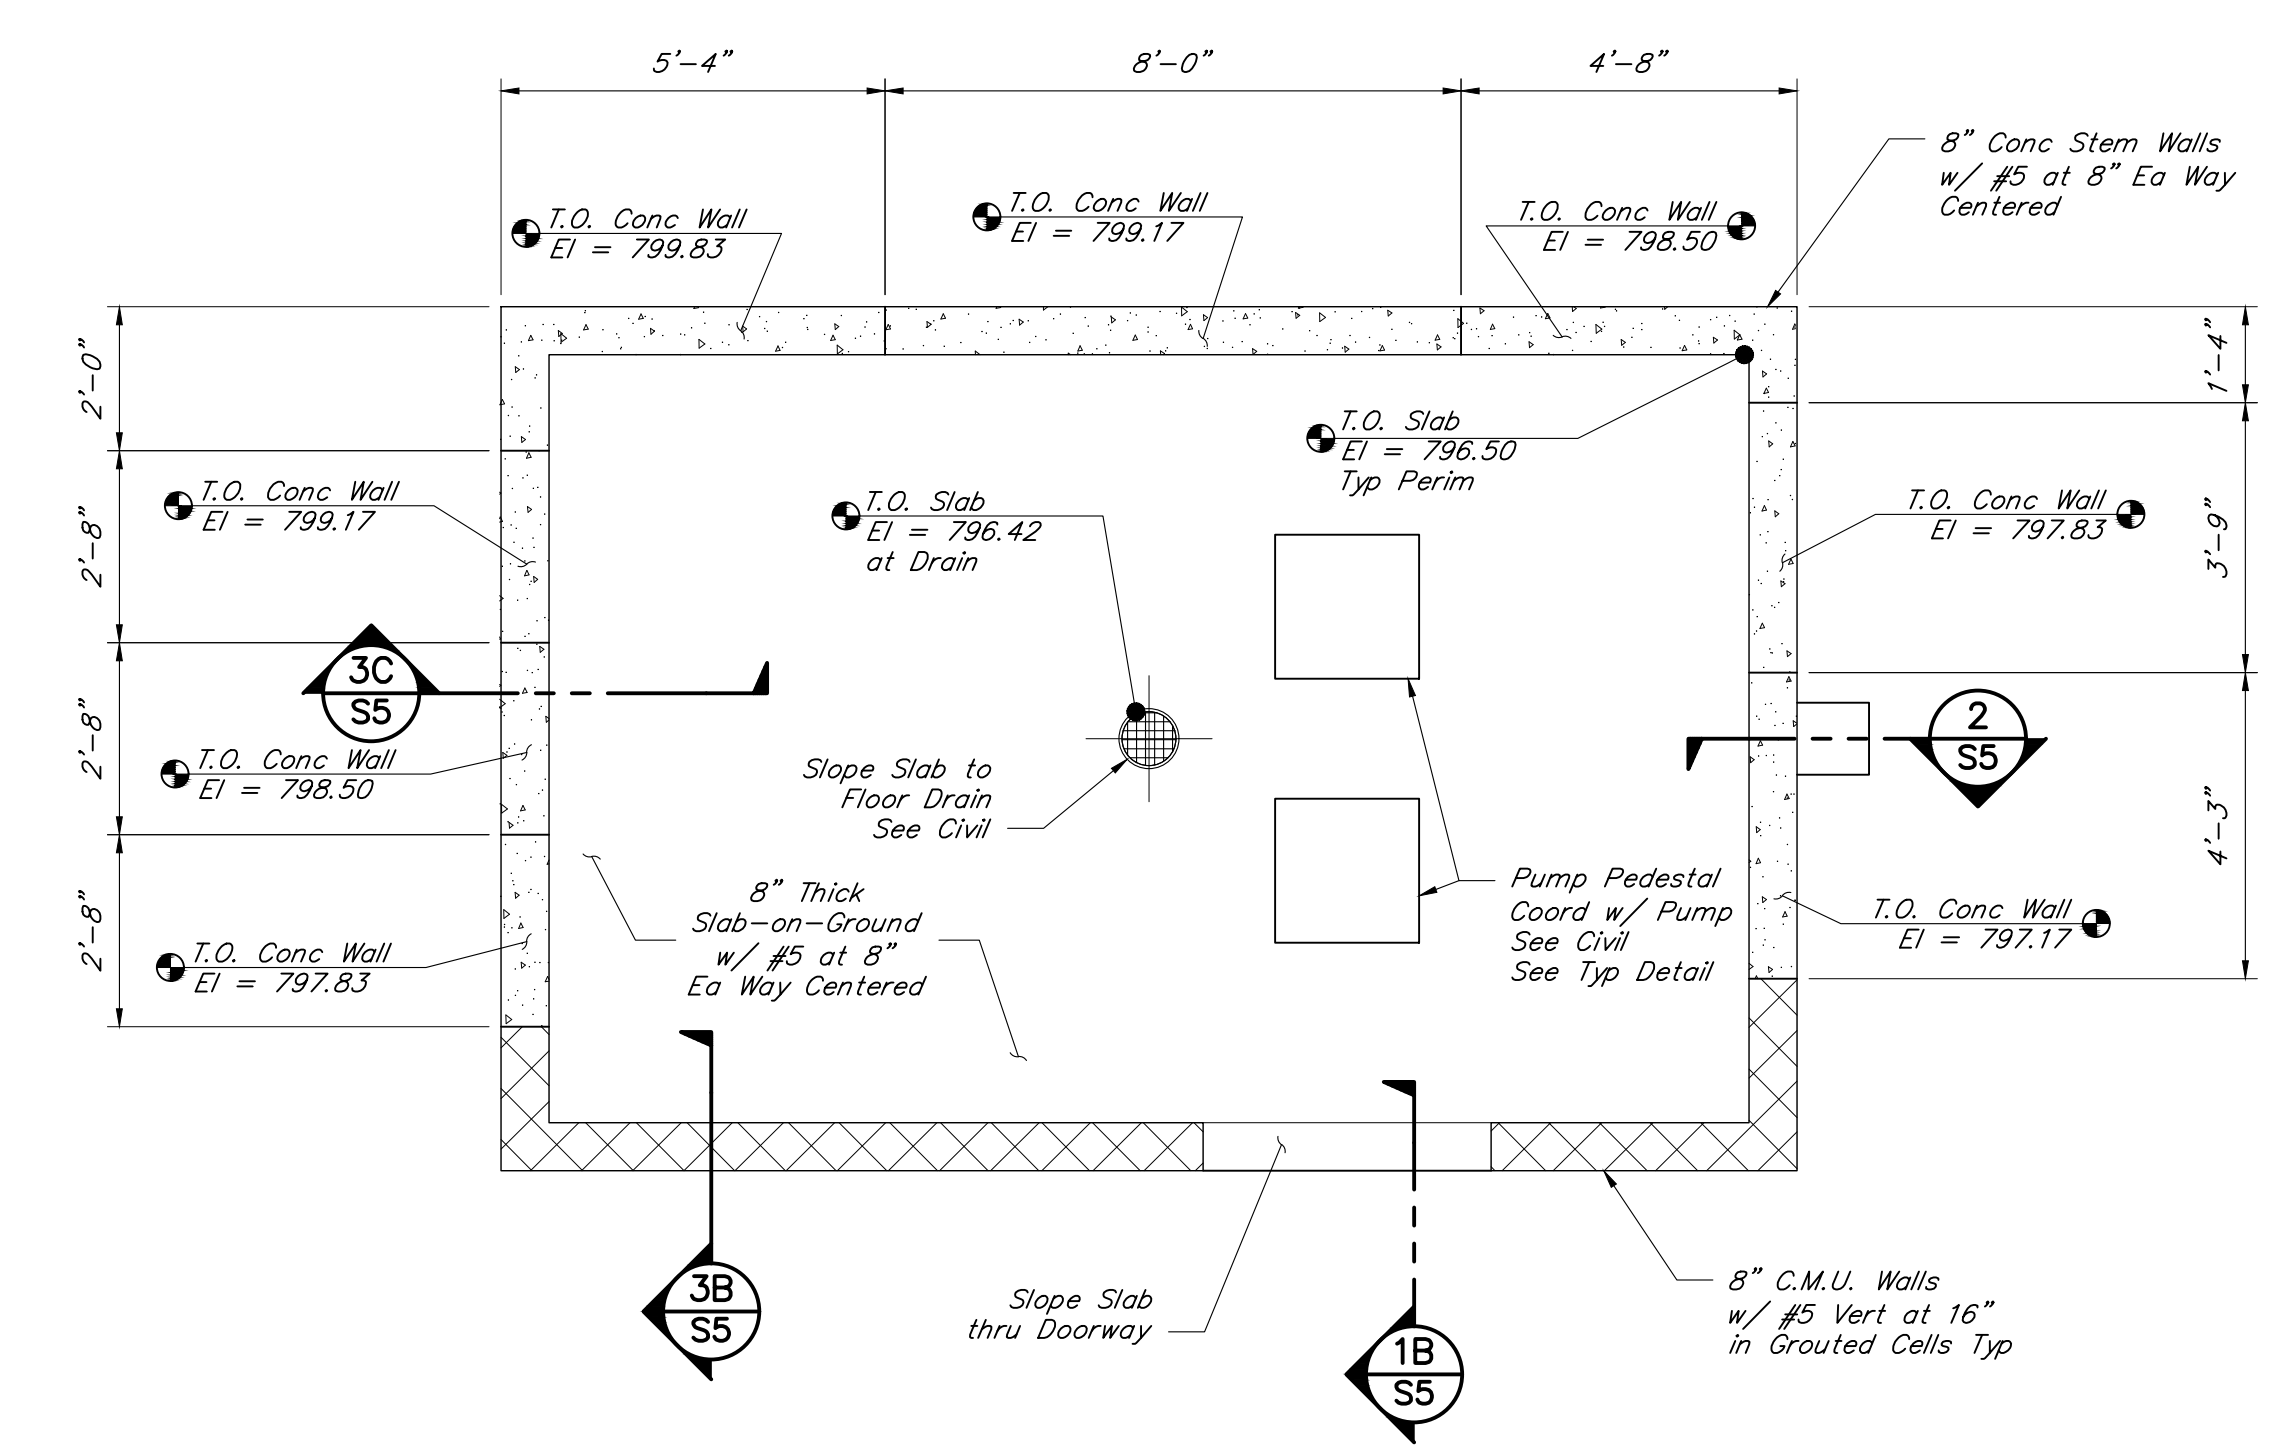 5'-4"
8'-0"
4'-8"
8" Conc Stem Walls
w/ #5 at 8" Ea Way
Centered
T.O. Conc Wall
El = 799.83
T.O. Conc Wall
El = 799.17
T.O. Conc Wall
El = 798.50
2'-0"
1'-4"
T.O. Slab
El = 796.50
Typ Perim
T.O. Conc Wall
El = 799.17
T.O. Slab
El = 796.42
at Drain
T.O. Conc Wall
El = 797.83
2'-8"
3'-9"
3C
S5
2
S5
2'-8"
T.O. Conc Wall
El = 798.50
Slope Slab to
Floor Drain
See Civil
4'-3"
8" Thick
Slab-on-Ground
w/ #5 at 8"
Ea Way Centered
Pump Pedestal
Coord w/ Pump
See Civil
See Typ Detail
T.O. Conc Wall
El = 797.17
2'-8"
T.O. Conc Wall
El = 797.83
3B
S5
Slope Slab
thru Doorway
1B
S5
8" C.M.U. Walls
w/ #5 Vert at 16"
in Grouted Cells Typ